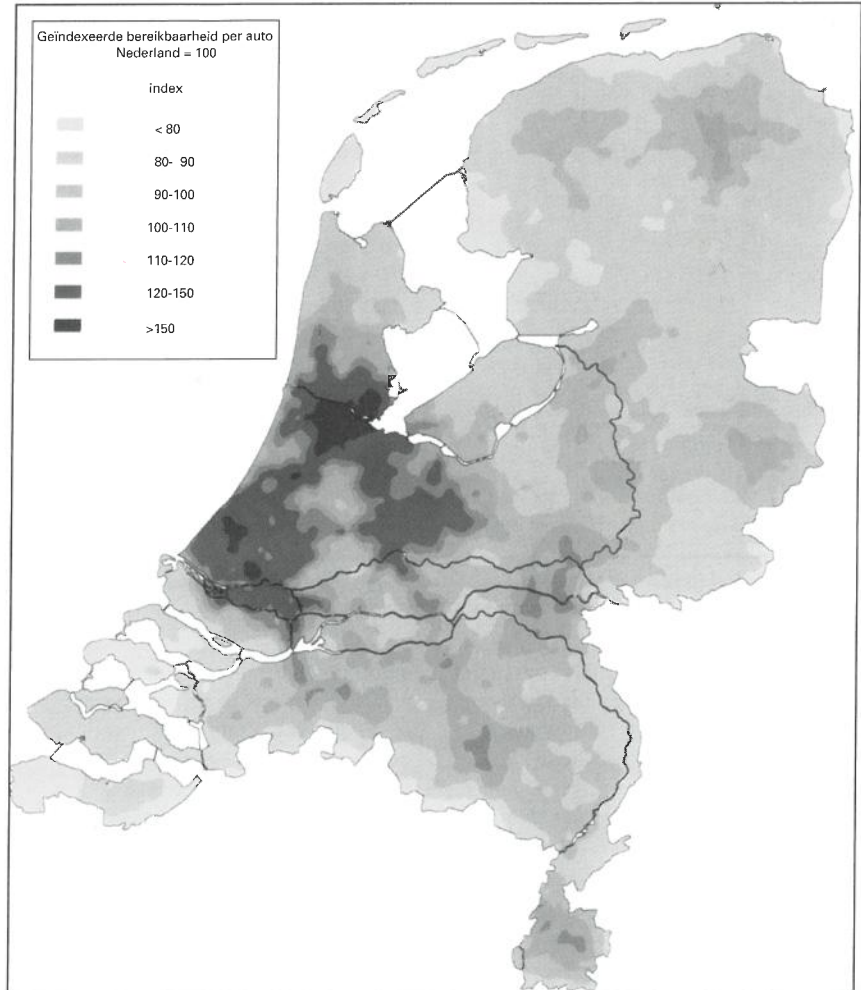 Geïndexeerde bereikbaarheid per auto
Nederland = 100
index
< 80
80- 90
90-100
100-110
110-120
120-150
>150